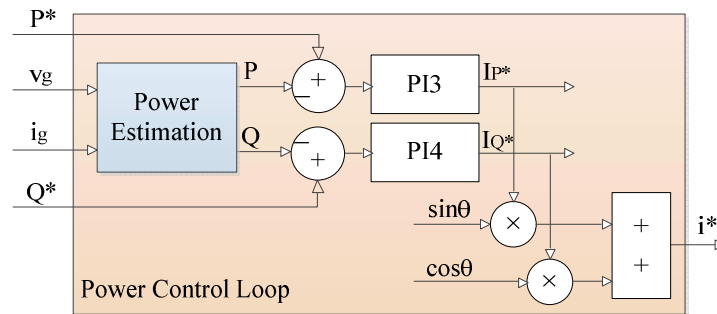 P*
vg
ig
Q*
Power
Estimation
P
Q
+
−
−
+
PI3
PI4
IP*
IQ*
sinθ
cosθ
×
×
+
+
i*
Power Control Loop